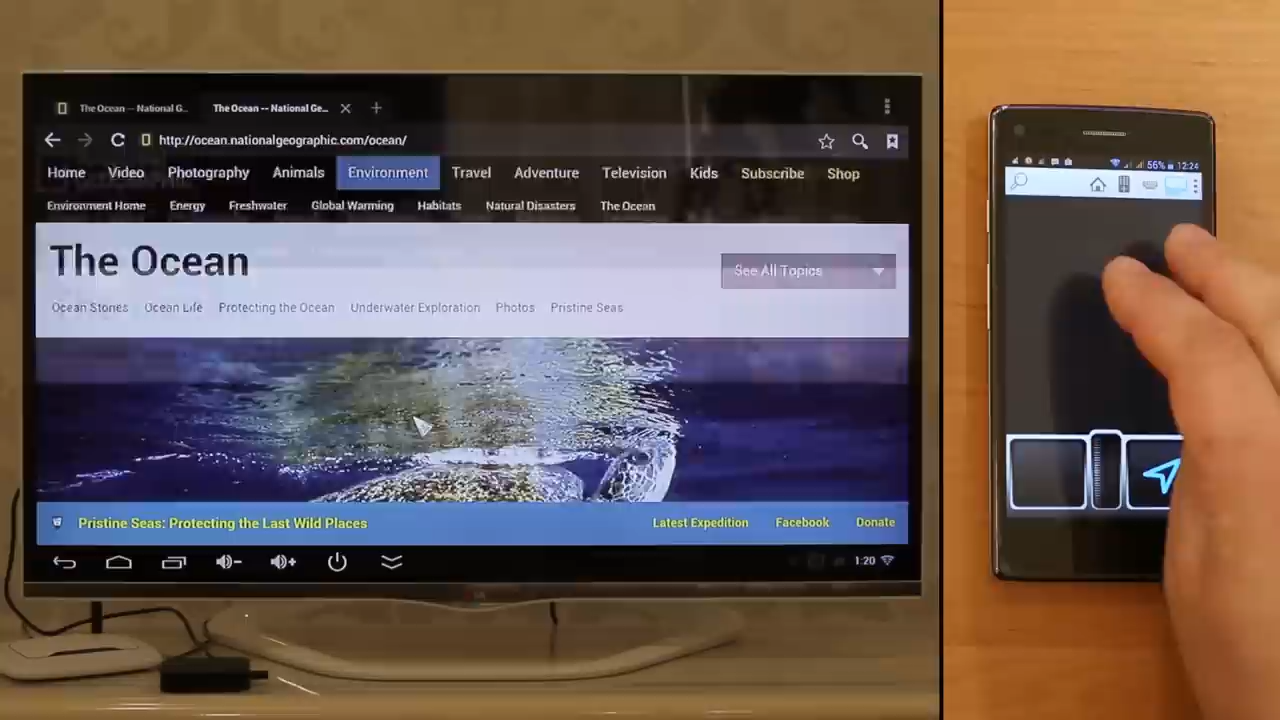 The Ocean -- National G..
The Ocean -- National Ge...
http://ocean.nationalgeographic.com/ocean/
Home Video Photography Animals Environment Travel Adventure Television Kids Subscribe Shop
Environment Home Energy Freshwater Global Warming Habitats Natural Disasters The Ocean
The Ocean
See All Topics
Ocean Stories Ocean Life Protecting the Ocean Underwater Exploration Photos Pristine Seas
Pristine Seas: Protecting the Last Wild Places Latest Expedition Facebook Donate
1:20
56% 12:24